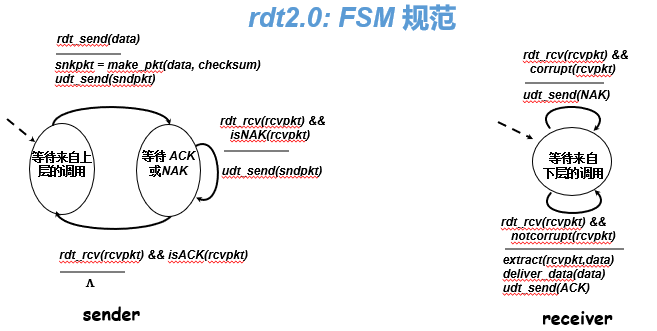 rdt2.0: FSM 规范
rdt_send(data)
snkpkt = make_pkt(data, checksum)
udt_send(sndpkt)
等待来自上
层的调用
等待 ACK
或NAK
rdt_rcv(rcvpkt) &&
isNAK(rcvpkt)
udt_send(sndpkt)
rdt_rcv(rcvpkt) && isACK(rcvpkt)
Λ
sender
rdt_rcv(rcvpkt) &&
corrupt(rcvpkt)
udt_send(NAK)
等待来自
下层的调用
rdt_rcv(rcvpkt) &&
notcorrupt(rcvpkt)
extract(rcvpkt,data)
deliver_data(data)
udt_send(ACK)
receiver